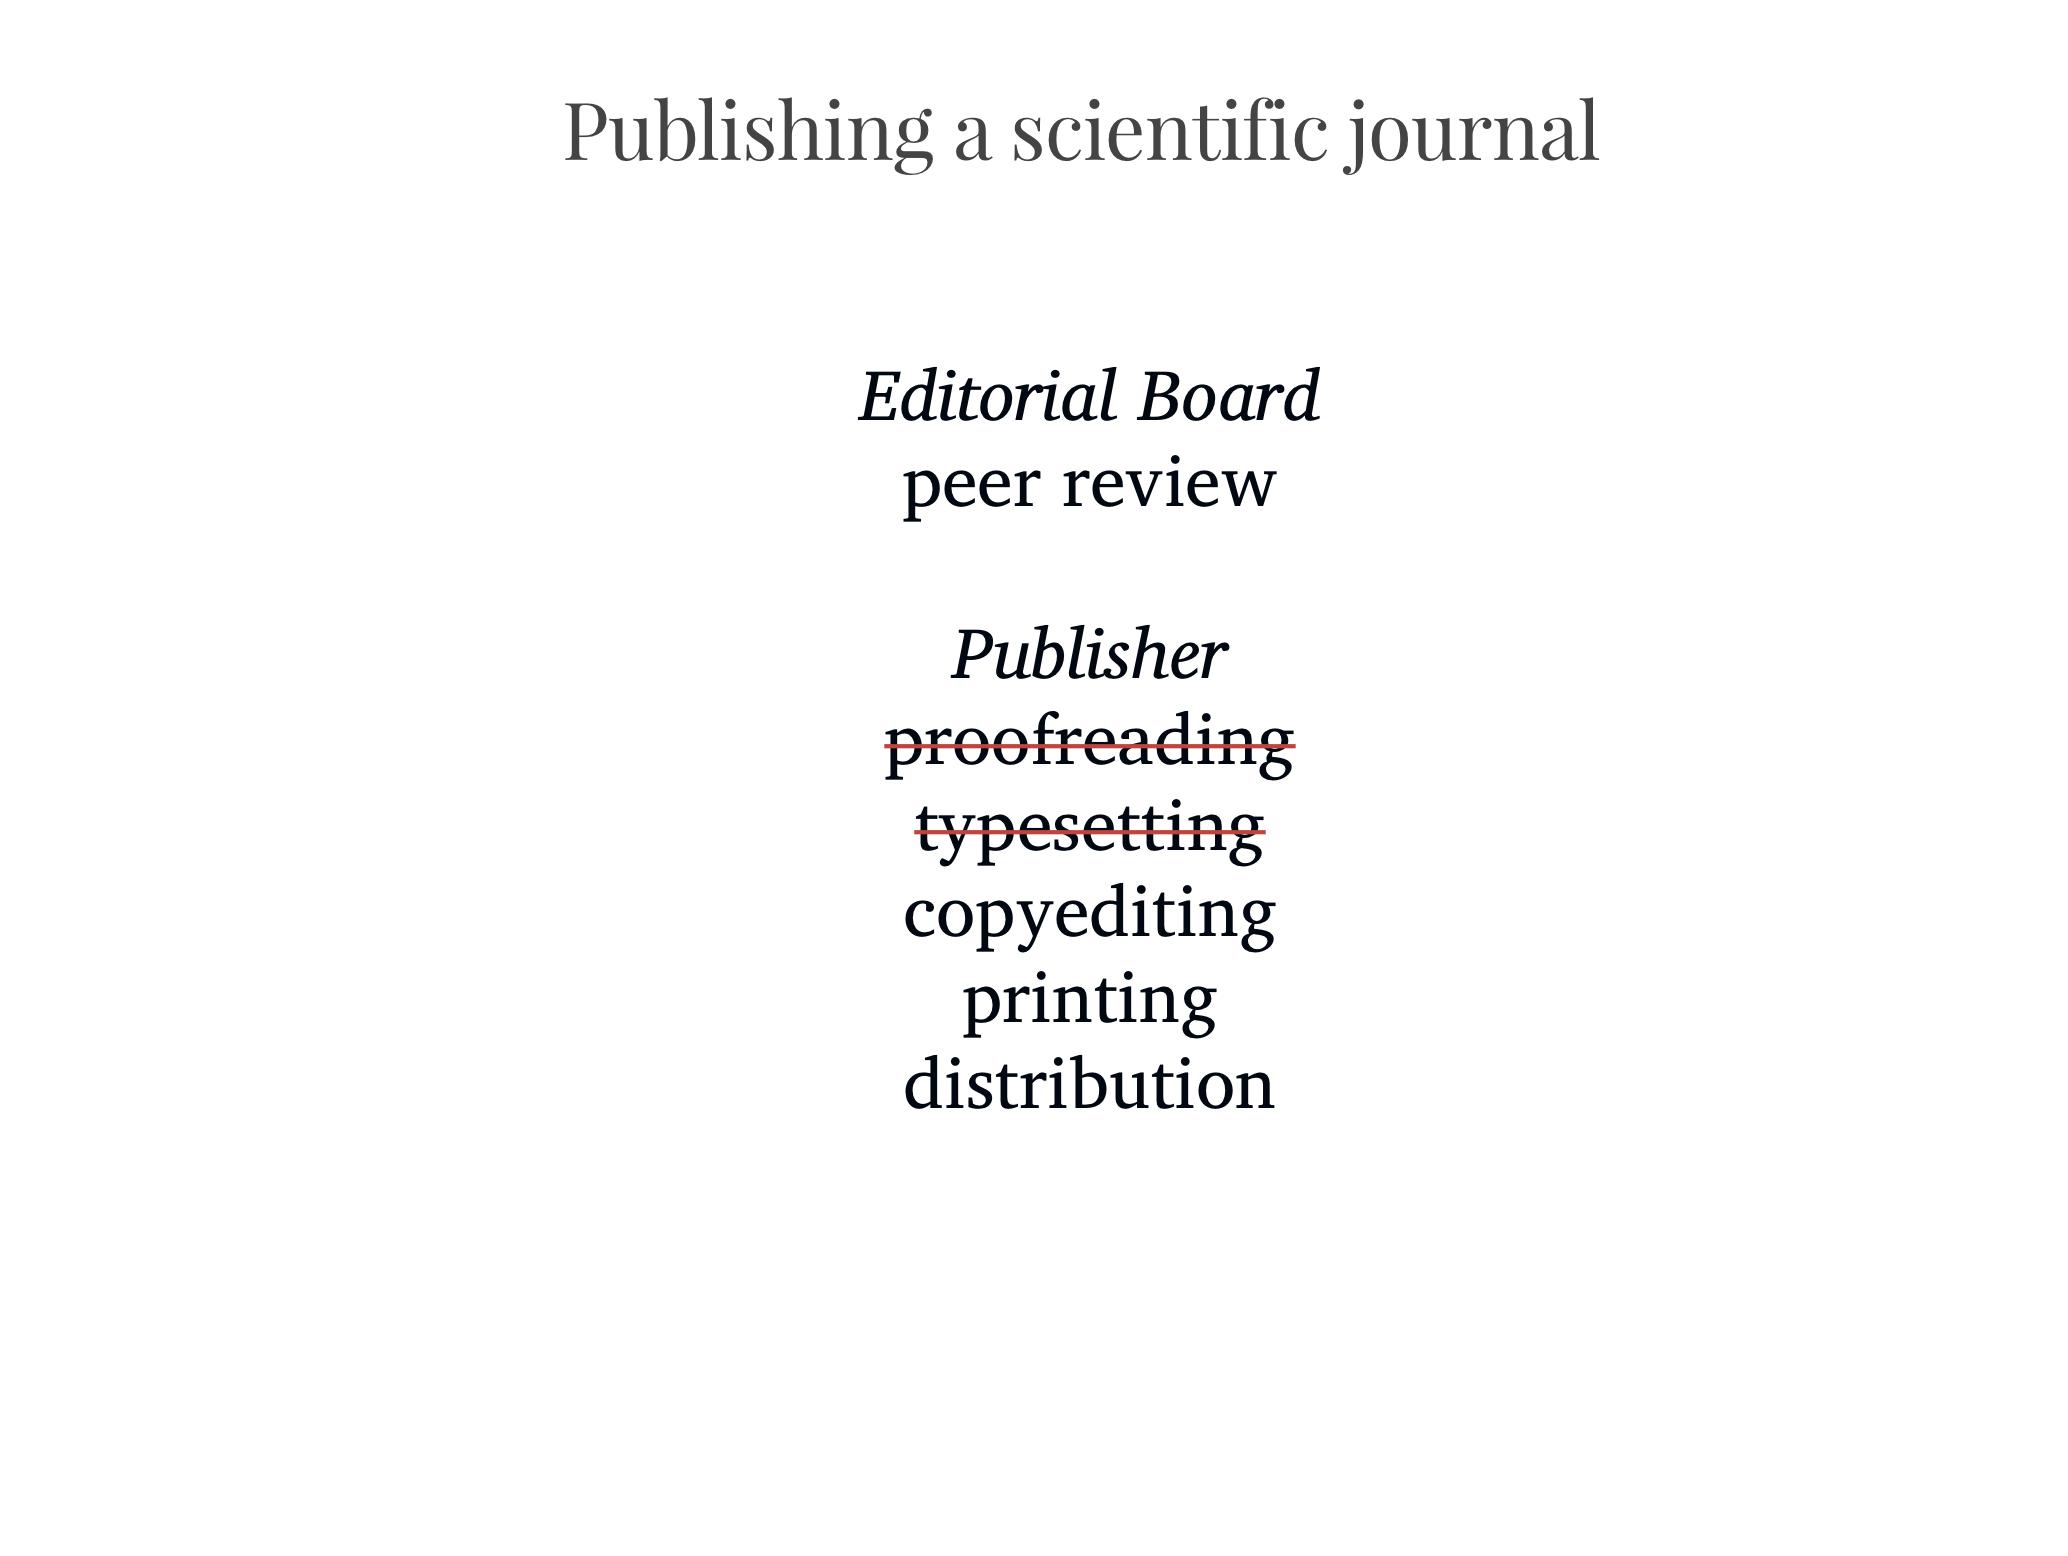 Publishing a scientific journal
Editorial Board
peer review
Publisher
proofreading
typesetting
copyediting
printing
distribution